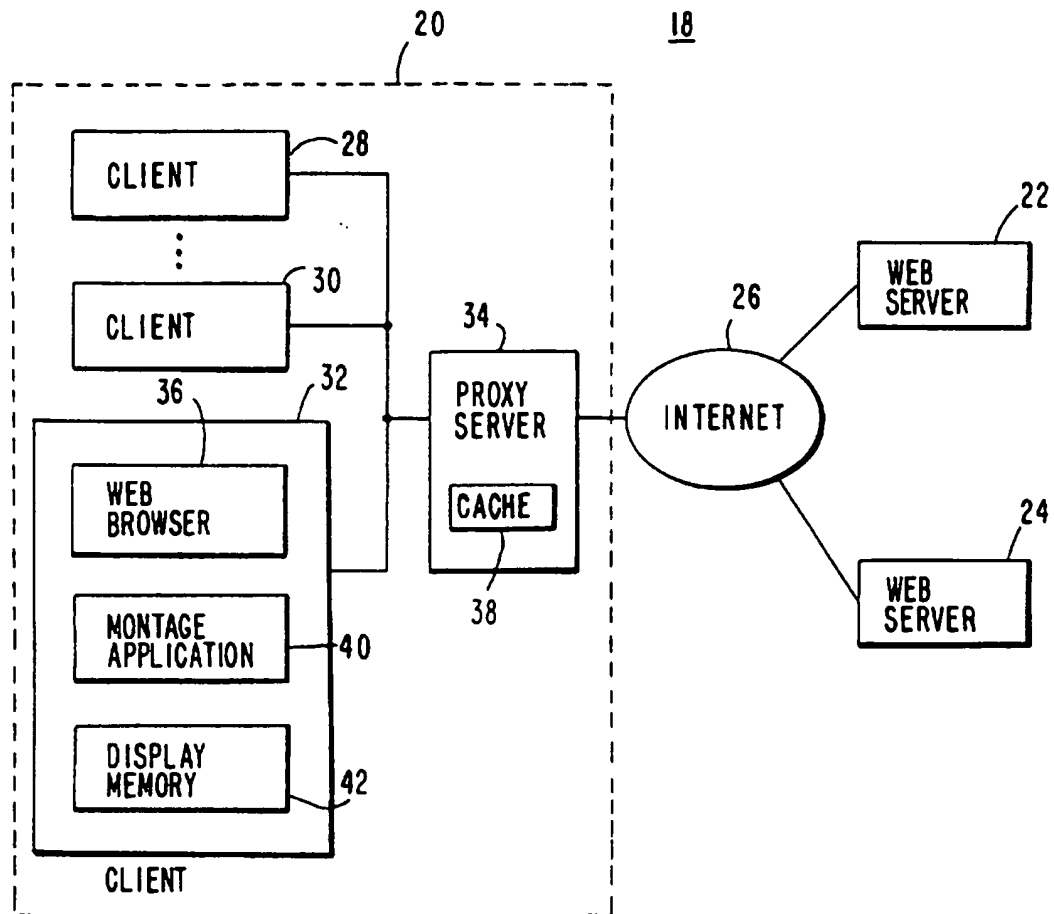 20
18
CLIENT
28
CLIENT
30
22
WEB
SERVER
26
INTERNET
34
PROXY
SERVER
CACHE
38
36
32
WEB
BROWSER
MONTAGE
APPLICATION
40
DISPLAY
MEMORY
42
CLIENT
24
WEB
SERVER